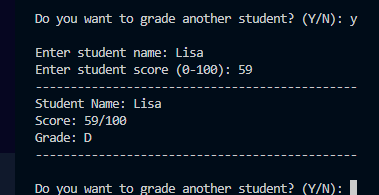 Do you want to grade another student? (Y/N): y
Enter student name: Lisa
Enter student score (0-100): 59
---------------------------------------------
Student Name: Lisa
Score: 59/100
Grade: D
---------------------------------------------
Do you want to grade another student? (Y/N):